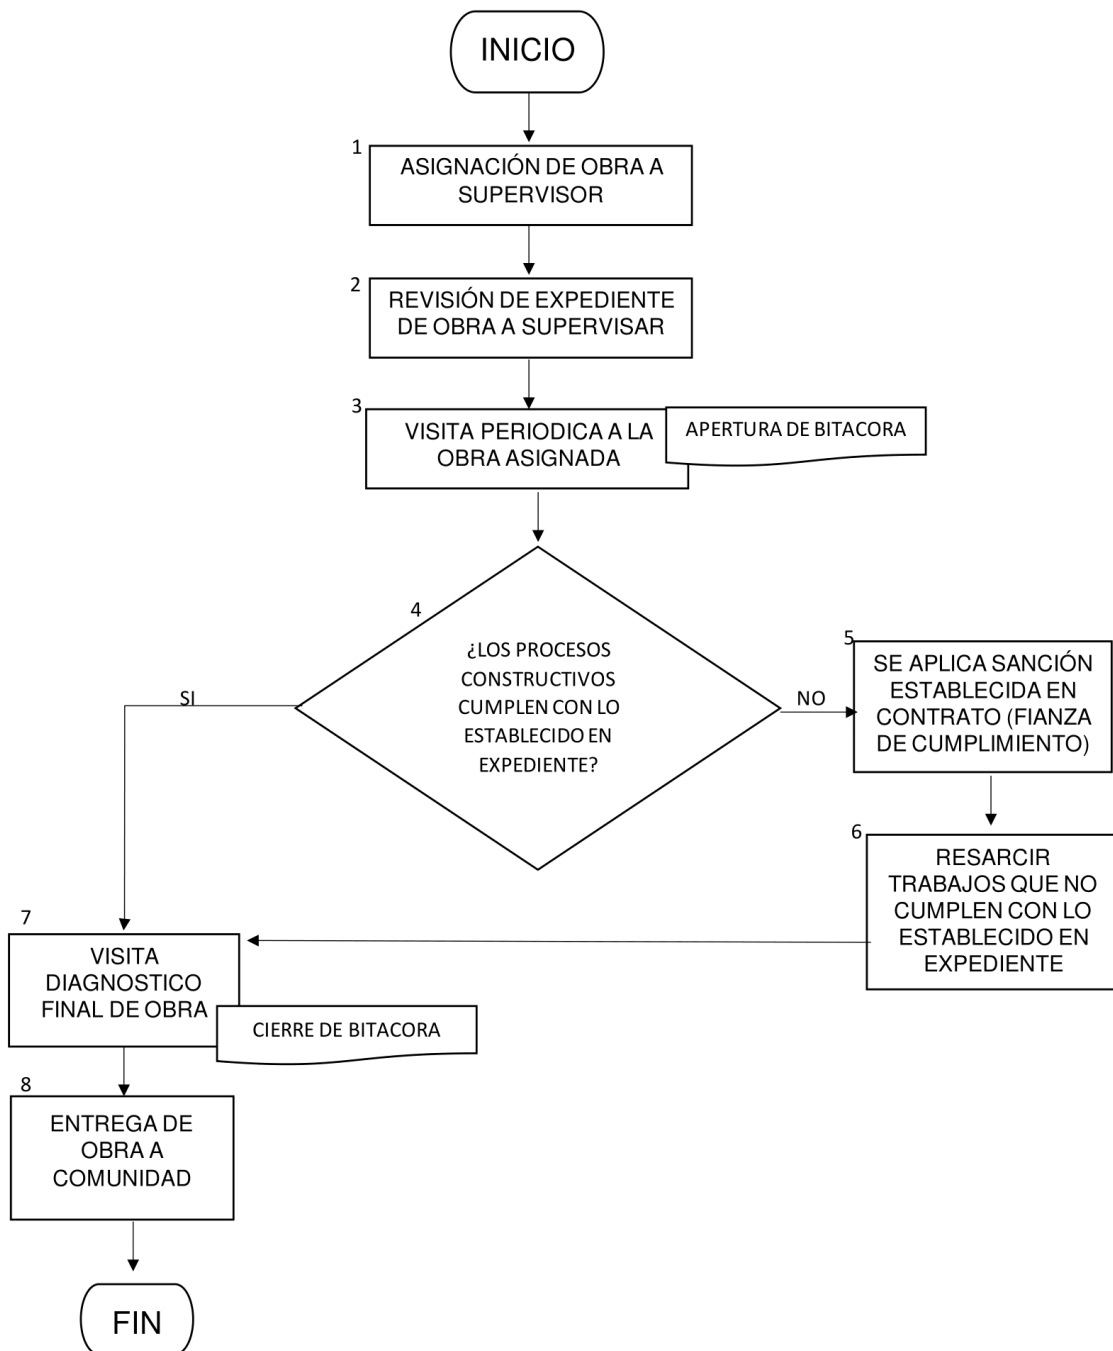 INICIO
1
ASIGNACIÓN DE OBRA A
SUPERVISOR
2
REVISIÓN DE EXPEDIENTE
DE OBRA A SUPERVISAR
3
VISITA PERIODICA A LA
OBRA ASIGNADA
APERTURA DE BITACORA
4
¿LOS PROCESOS
CONSTRUCTIVOS
CUMPLEN CON LO
ESTABLECIDO EN
EXPEDIENTE?
SI
NO
5
SE APLICA SANCIÓN
ESTABLECIDA EN
CONTRATO (FIANZA
DE CUMPLIMIENTO)
6
RESARCIR
TRABAJOS QUE NO
CUMPLEN CON LO
ESTABLECIDO EN
EXPEDIENTE
7
VISITA
DIAGNOSTICO
FINAL DE OBRA
CIERRE DE BITACORA
8
ENTREGA DE
OBRA A
COMUNIDAD
FIN